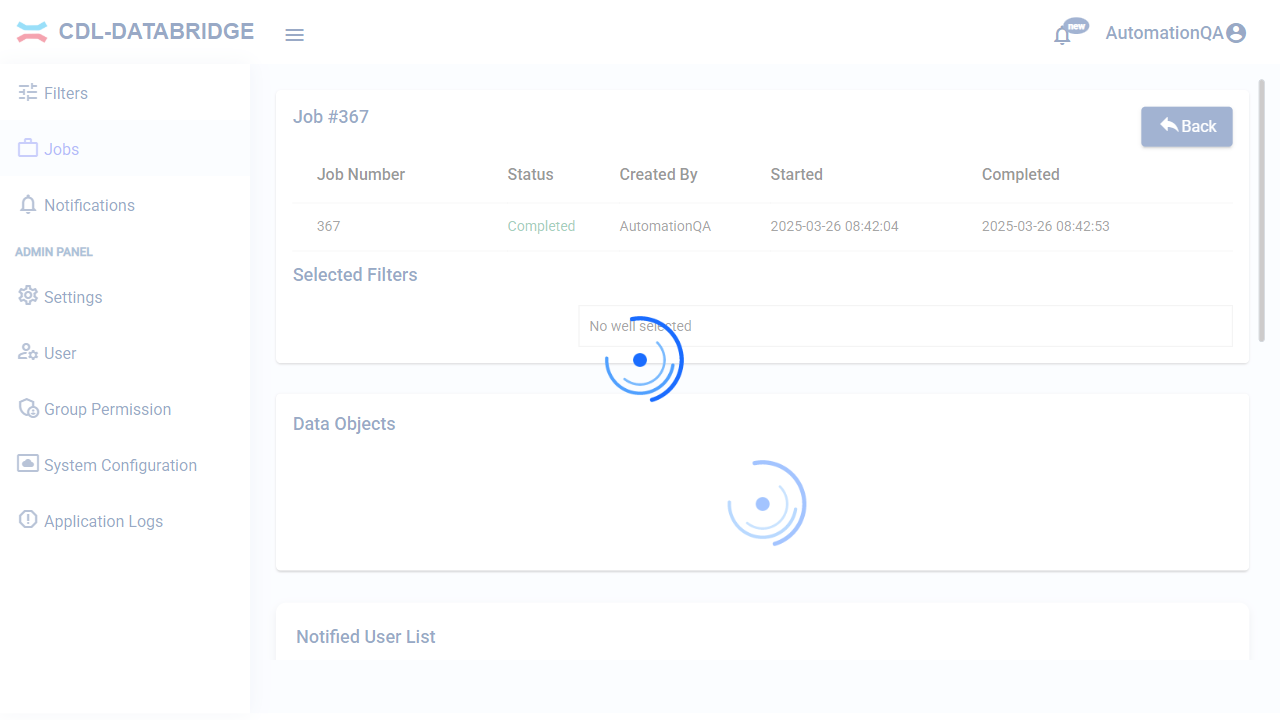 CDL-DATABRIDGE
new
AutomationQA
Filters
Jobs
Notifications
ADMIN PANEL
Settings
User
Group Permission
System Configuration
Application Logs
Job #367
Back
Job Number Status Created By Started Completed
367 Completed AutomationQA 2025-03-26 08:42:04 2025-03-26 08:42:53
Selected Filters
No well selected
Data Objects
Notified User List